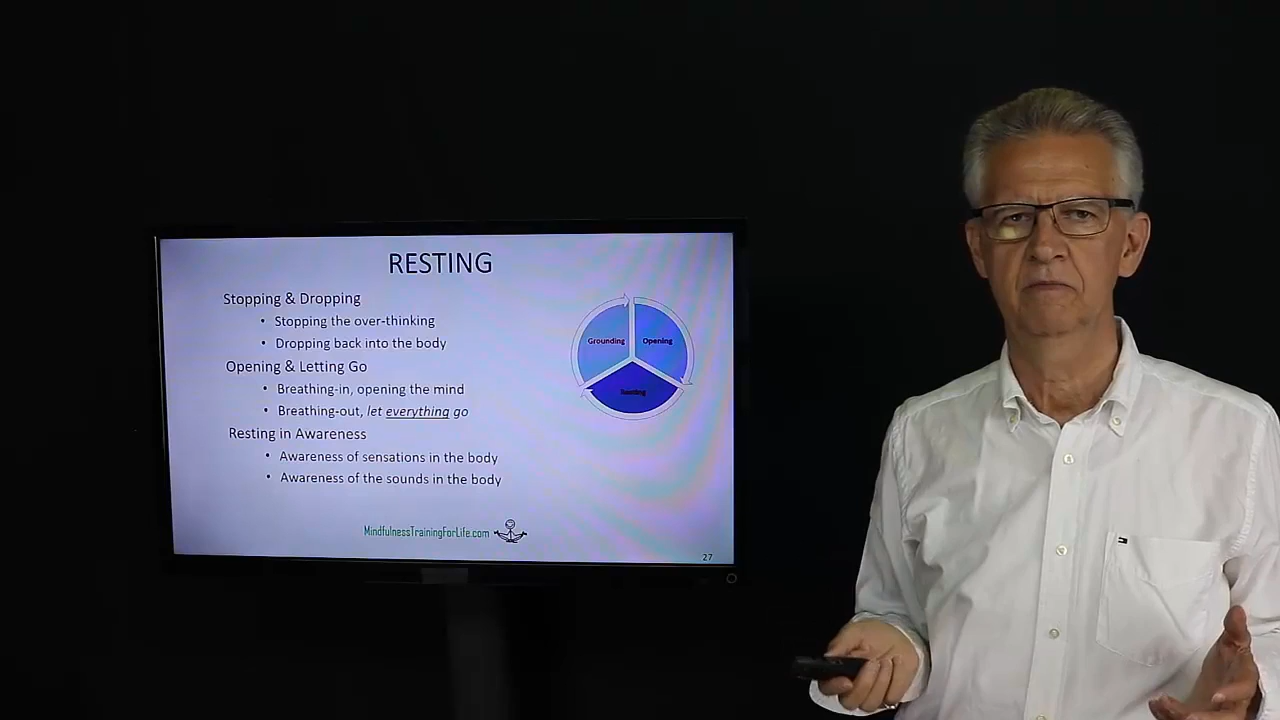 RESTING
Stopping & Dropping
• Stopping the over-thinking
• Dropping back into the body
Opening & Letting Go
• Breathing-in, opening the mind
• Breathing-out, let everything go
Resting in Awareness
• Awareness of sensations in the body
• Awareness of the sounds in the body
Grounding
Opening
Resting
MindfulnessTrainingForLife.com
27